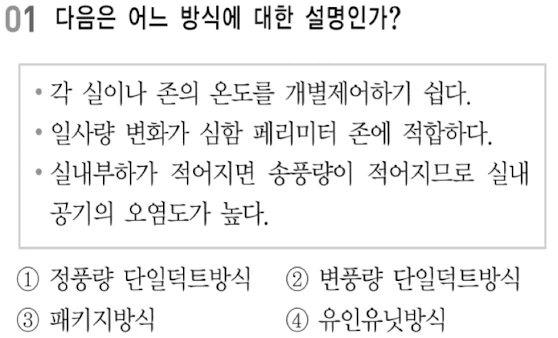 01 다음은 어느 방식에 대한 설명인가?
• 각 실이나 존의 온도를 개별제어하기 쉽다.
• 일사량 변화가 심함 페리미터 존에 적합하다.
• 실내부하가 적어지면 송풍량이 적어지므로 실내
공기의 오염도가 높다.
① 정풍량 단일덕트방식 ② 변풍량 단일덕트방식
③ 패키지방식 ④ 유인유닛방식